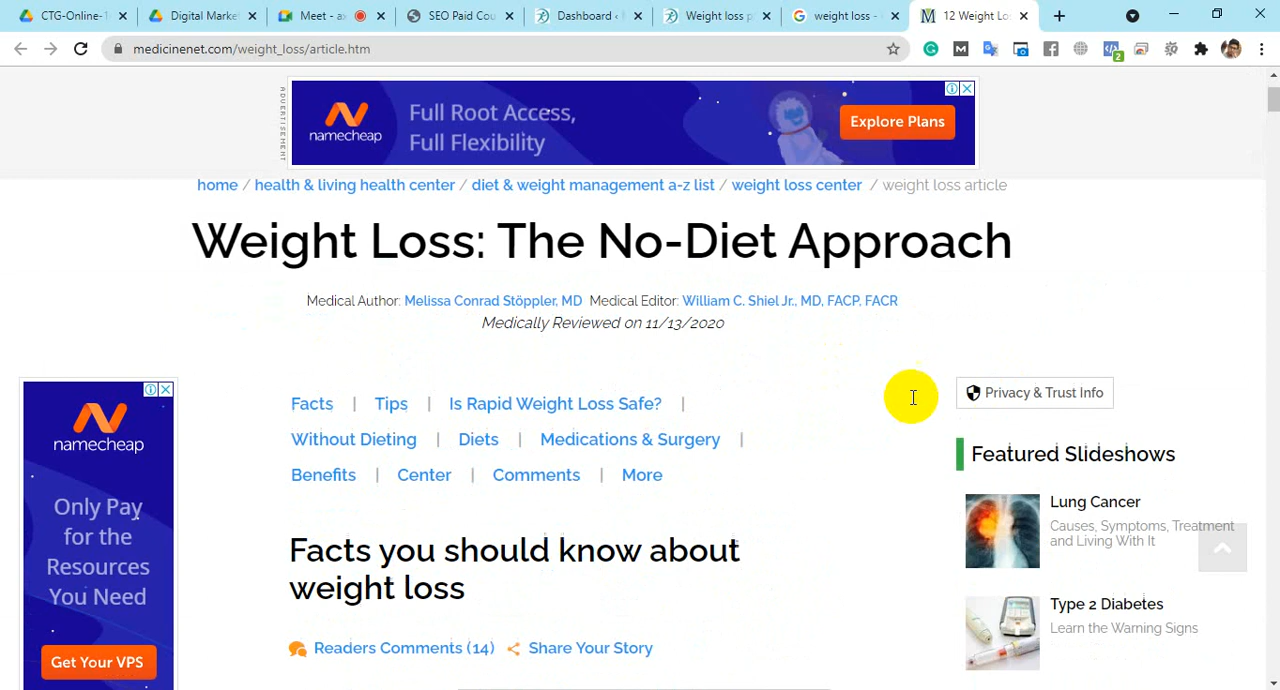 CTG-Online-T
Digital Market
Meet - ax
SEO Paid Cou
Dashboard ‹
Weight loss p
weight loss -
12 Weight Los
medicinenet.com/weight_loss/article.htm
2
ADVERTISEMENT
namecheap
Full Root Access,
Full Flexibility
Explore Plans
home / health & living health center / diet & weight management a-z list / weight loss center / weight loss article
Weight Loss: The No-Diet Approach
Medical Author: Melissa Conrad Stöppler, MD Medical Editor: William C. Shiel Jr., MD, FACP, FACR
Medically Reviewed on 11/13/2020
namecheap
Only Pay
for the
Resources
You Need
Get Your VPS
Facts | Tips | Is Rapid Weight Loss Safe? |
Without Dieting | Diets | Medications & Surgery |
Benefits | Center | Comments | More
Facts you should know about
weight loss
Readers Comments (14) Share Your Story
Privacy & Trust Info
Featured Slideshows
Lung Cancer
Causes, Symptoms, Treatment
and Living With It
Type 2 Diabetes
Learn the Warning Signs